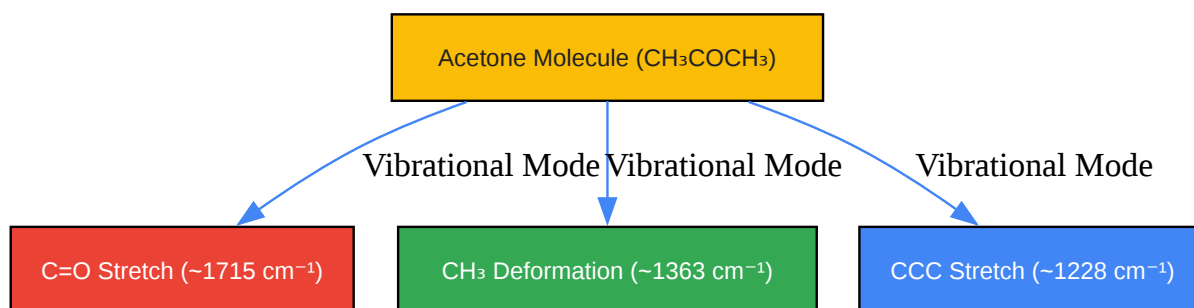 Acetone Molecule (CH₃COCH₃)
Vibrational Mode
Vibrational Mode
Vibrational Mode
C=O Stretch (~1715 cm⁻¹)
CH₃ Deformation (~1363 cm⁻¹)
CCC Stretch (~1228 cm⁻¹)